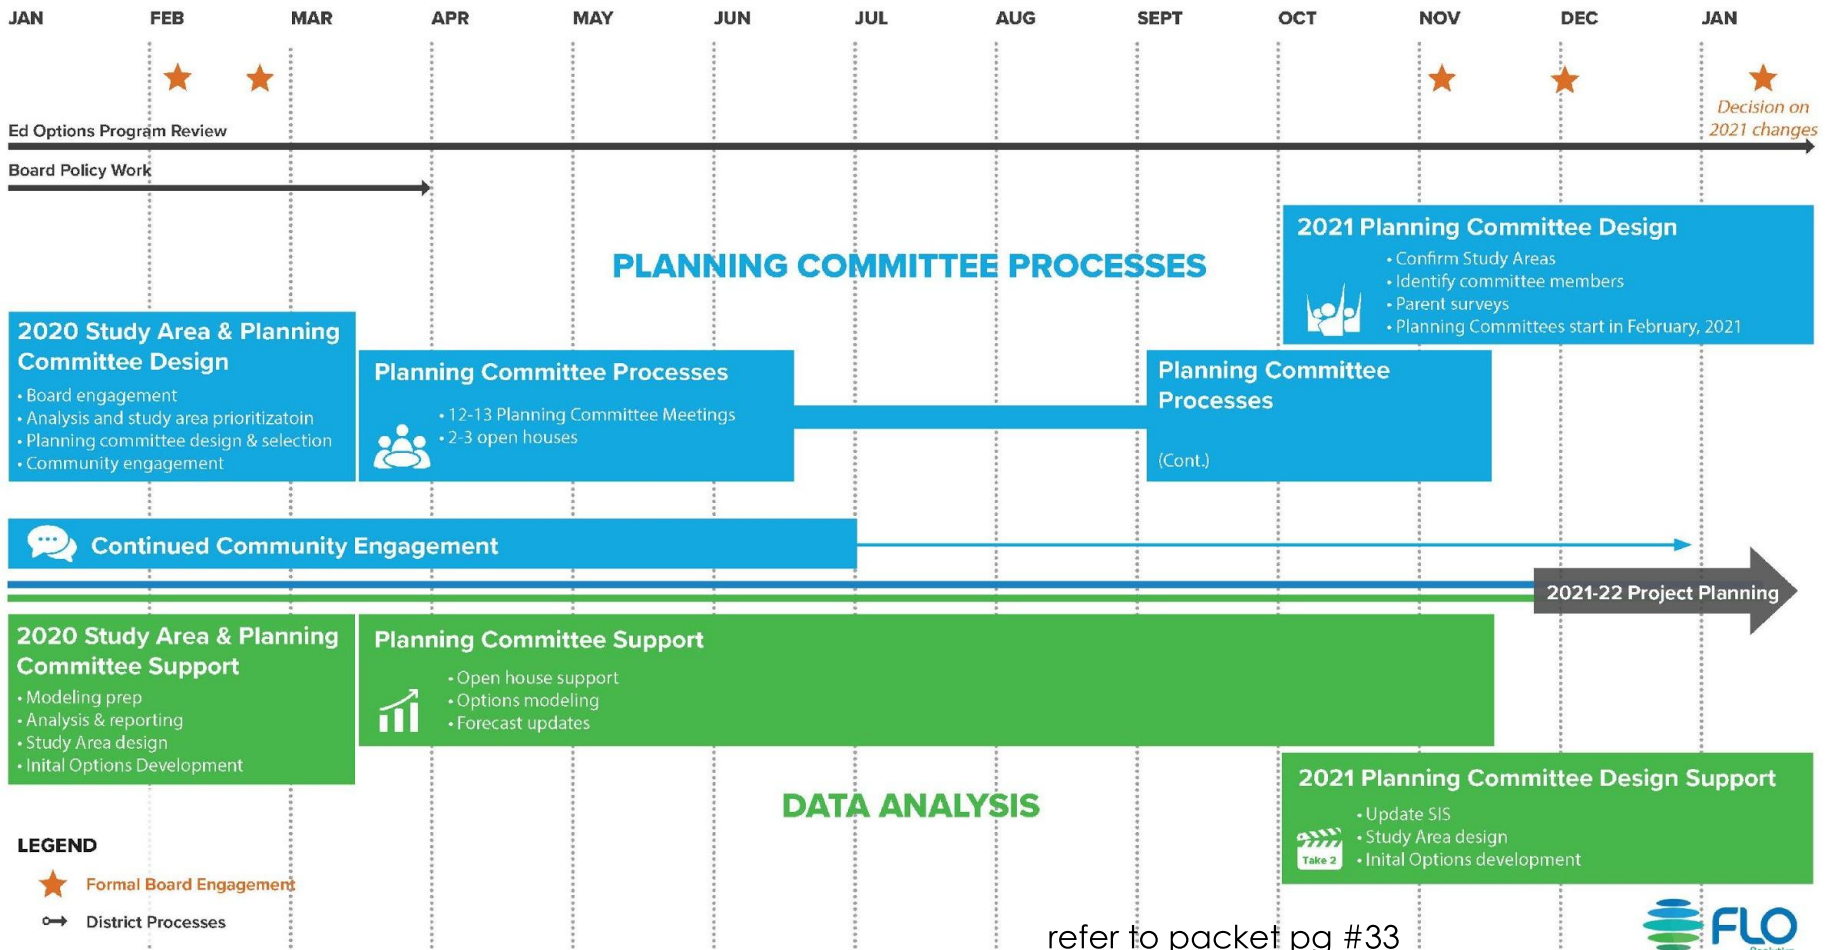 JAN FEB MAR APR MAY JUN JUL AUG SEPT OCT NOV DEC JAN
Decision on
2021 changes
Ed Options Program Review
Board Policy Work
PLANNING COMMITTEE PROCESSES
2021 Planning Committee Design
• Confirm Study Areas
• Identify committee members
• Parent surveys
• Planning Committees start in February, 2021
2020 Study Area & Planning
Committee Design
• Board engagement
• Analysis and study area prioritizatoin
• Planning committee design & selection
• Community engagement
Planning Committee Processes
• 12-13 Planning Committee Meetings
• 2-3 open houses
Planning Committee
Processes
(Cont.)
Continued Community Engagement
2021-22 Project Planning
2020 Study Area & Planning
Committee Support
• Modeling prep
• Analysis & reporting
• Study Area design
• Inital Options Development
Planning Committee Support
• Open house support
• Options modeling
• Forecast updates
DATA ANALYSIS
2021 Planning Committee Design Support
• Update SIS
• Study Area design
• Inital Options development
Take 2
LEGEND
Formal Board Engagement
District Processes
refer to packet pg #33
FLO